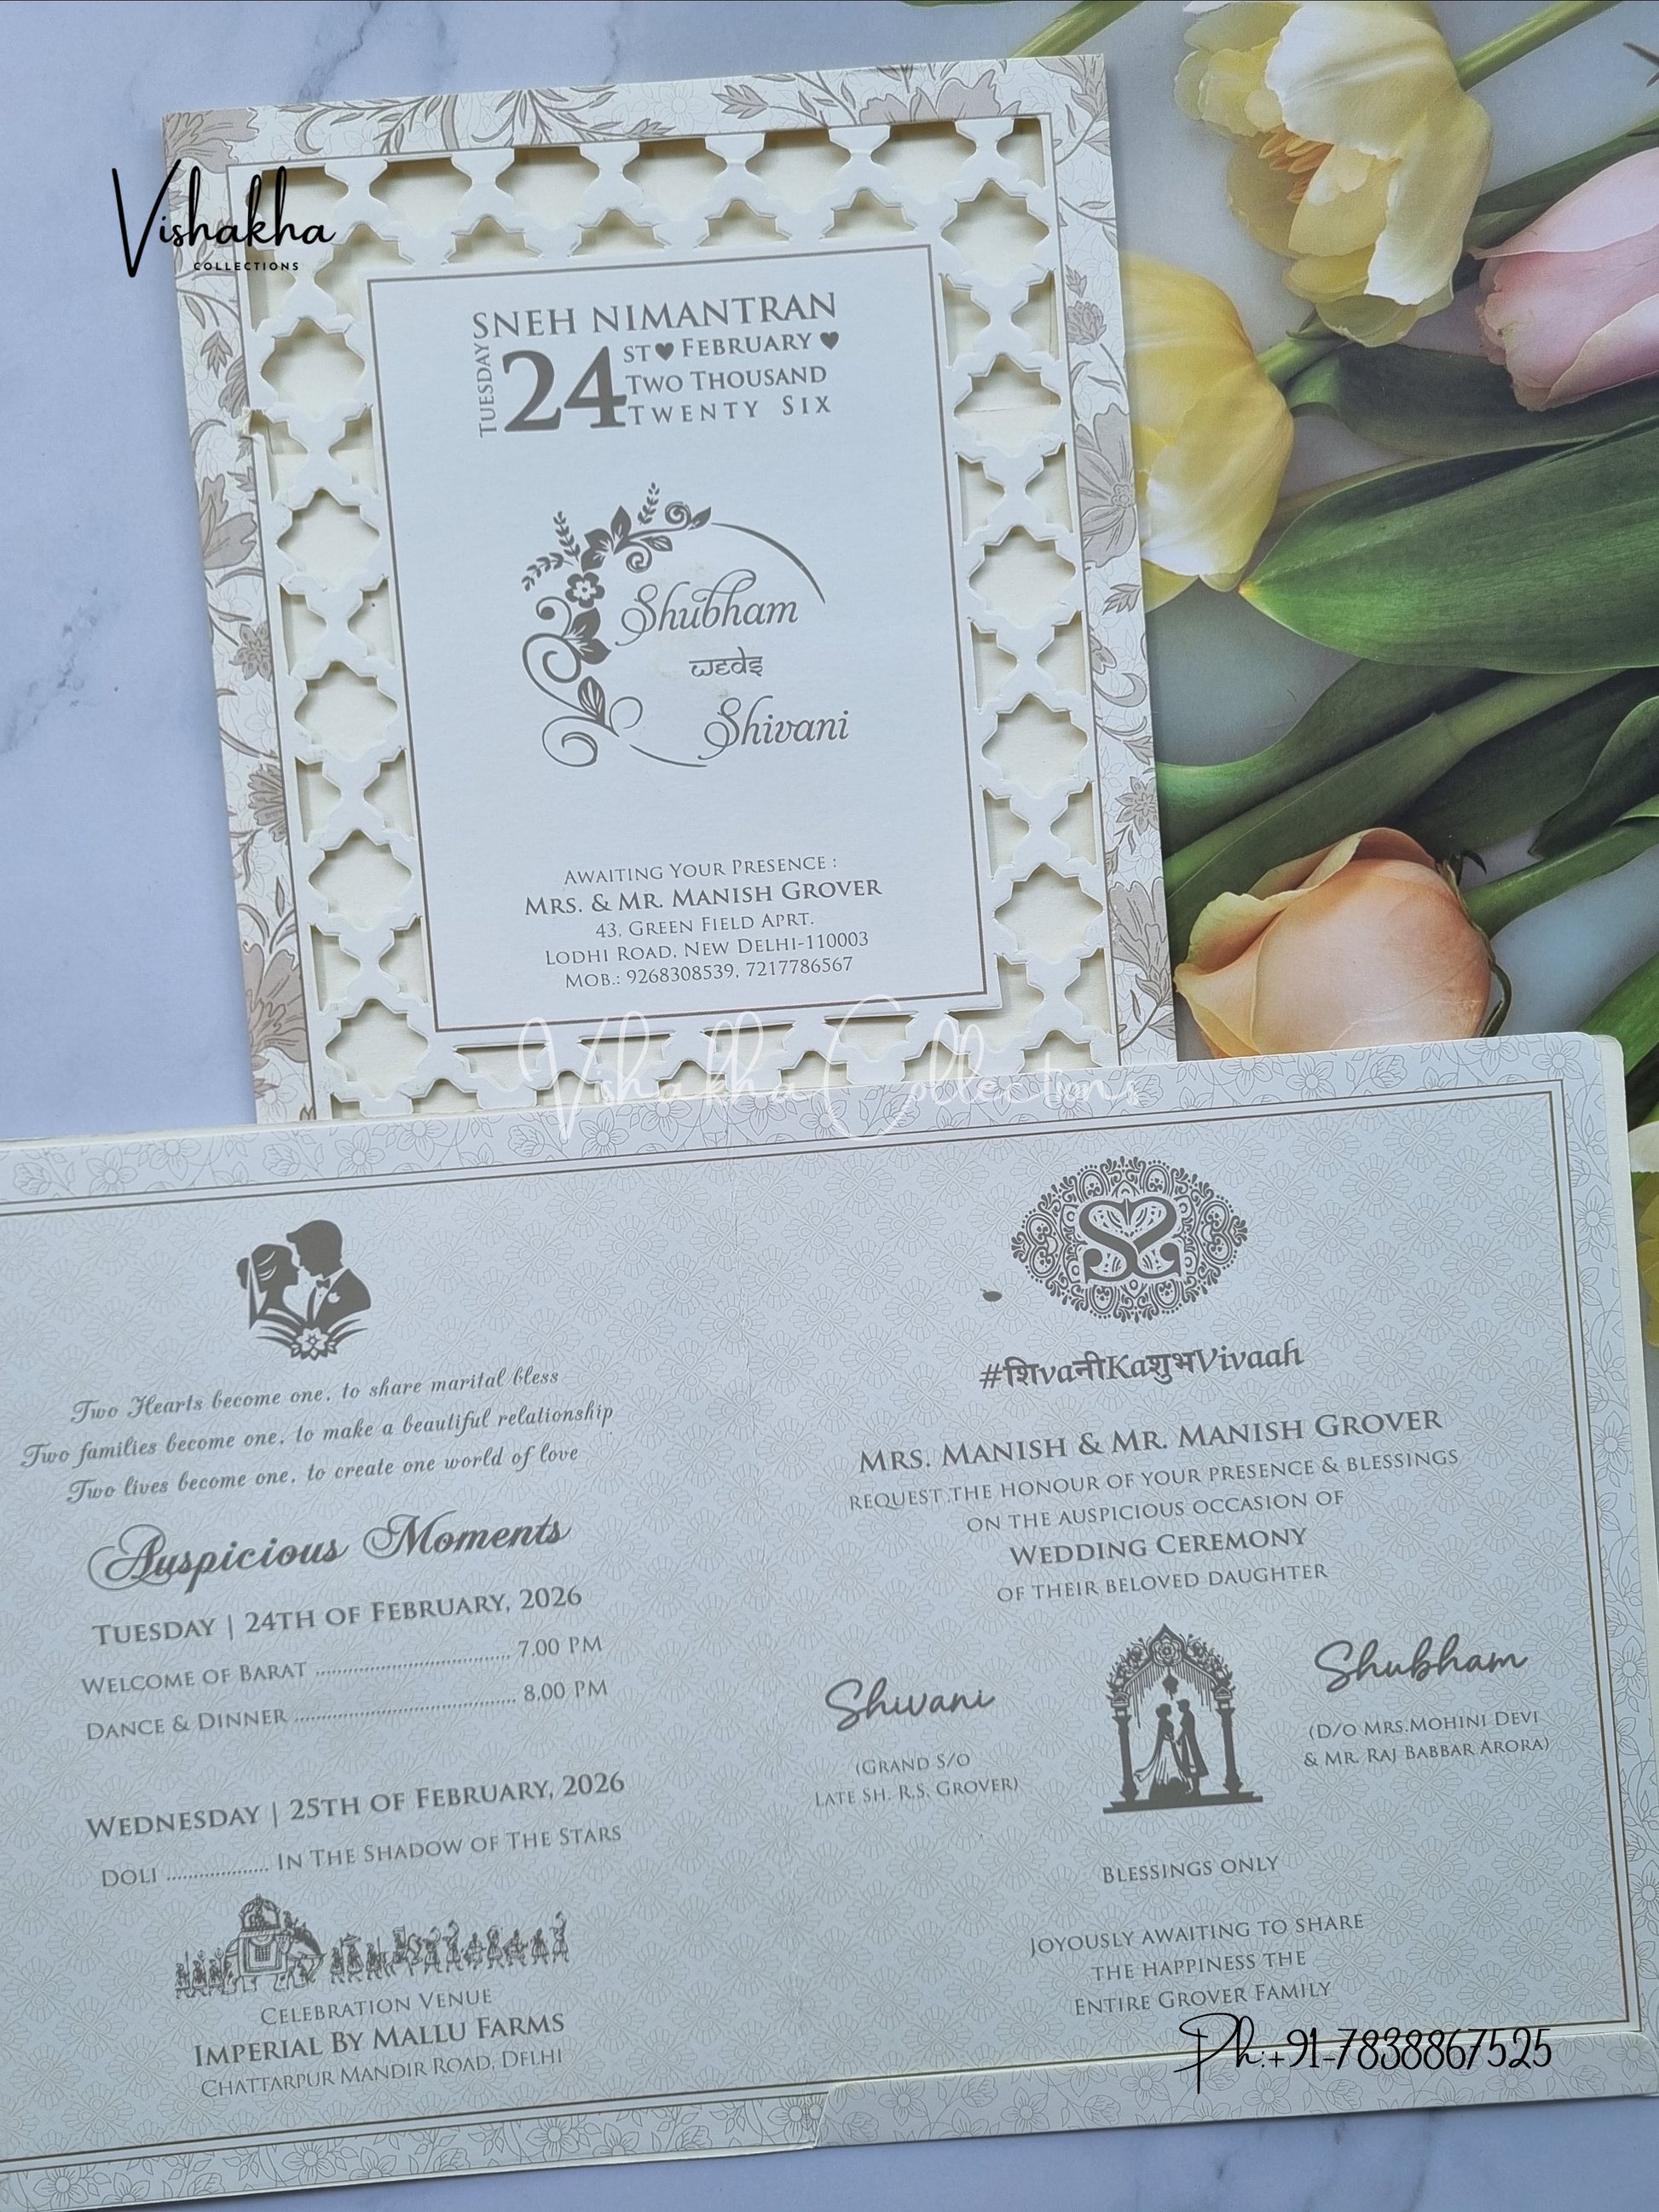 Vishakha
COLLECTIONS
SNEH NIMANTRAN
TUESDAY
24
ST♥ FEBRUARY ♥
TWO THOUSAND
TWENTY SIX
Shubham
weds
Shivani
AWAITING YOUR PRESENCE :
MRS. & MR. MANISH GROVER
43, GREEN FIELD APRT.
LODHI ROAD, NEW DELHI-110003
MOB.: 9268308539, 7217786567
Vishakha Collections
Two Hearts become one, to share marital bless
Two families become one, to make a beautiful relationship
Two lives become one, to create one world of love
Auspicious Moments
TUESDAY | 24TH OF FEBRUARY, 2026
WELCOME OF BARAT ........................................ 7.00 PM
DANCE & DINNER ............................................. 8.00 PM
WEDNESDAY | 25TH OF FEBRUARY, 2026
DOLI .................... IN THE SHADOW OF THE STARS
CELEBRATION VENUE
IMPERIAL BY MALLU FARMS
CHATTARPUR MANDIR ROAD, DELHI
SS
#शिvaनीKaशुभVivaah
MRS. MANISH & MR. MANISH GROVER
REQUEST THE HONOUR OF YOUR PRESENCE & BLESSINGS
ON THE AUSPICIOUS OCCASION OF
WEDDING CEREMONY
OF THEIR BELOVED DAUGHTER
Shivani
(GRAND S/O
LATE SH. R.S. GROVER)
Shubham
(D/O MRS.MOHINI DEVI
& MR. RAJ BABBAR ARORA)
BLESSINGS ONLY
JOYOUSLY AWAITING TO SHARE
THE HAPPINESS THE
ENTIRE GROVER FAMILY
Ph:+91-7838867525